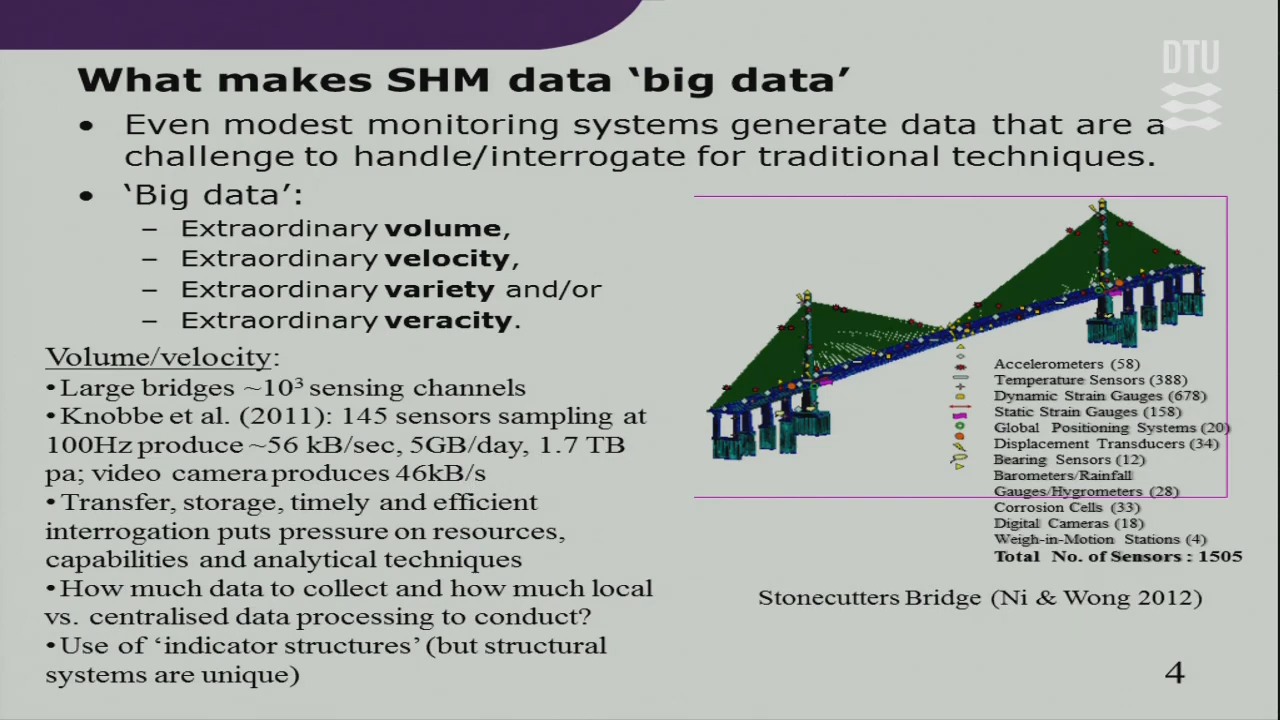 DTU
What makes SHM data ‘big data’
• Even modest monitoring systems generate data that are a
challenge to handle/interrogate for traditional techniques.
• ‘Big data’:
– Extraordinary volume,
– Extraordinary velocity,
– Extraordinary variety and/or
– Extraordinary veracity.
Volume/velocity:
•Large bridges ~10³ sensing channels
•Knobbe et al. (2011): 145 sensors sampling at
100Hz produce ~56 kB/sec, 5GB/day, 1.7 TB
pa; video camera produces 46kB/s
•Transfer, storage, timely and efficient
interrogation puts pressure on resources,
capabilities and analytical techniques
•How much data to collect and how much local
vs. centralised data processing to conduct?
•Use of ‘indicator structures’ (but structural
systems are unique)
Accelerometers (58)
Temperature Sensors (388)
Dynamic Strain Gauges (678)
Static Strain Gauges (158)
Global Positioning Systems (20)
Displacement Transducers (34)
Bearing Sensors (12)
Barometers/Rainfall
Gauges/Hygrometers (28)
Corrosion Cells (33)
Digital Cameras (18)
Weigh-in-Motion Stations (4)
Total No. of Sensors : 1505
Stonecutters Bridge (Ni & Wong 2012)
4